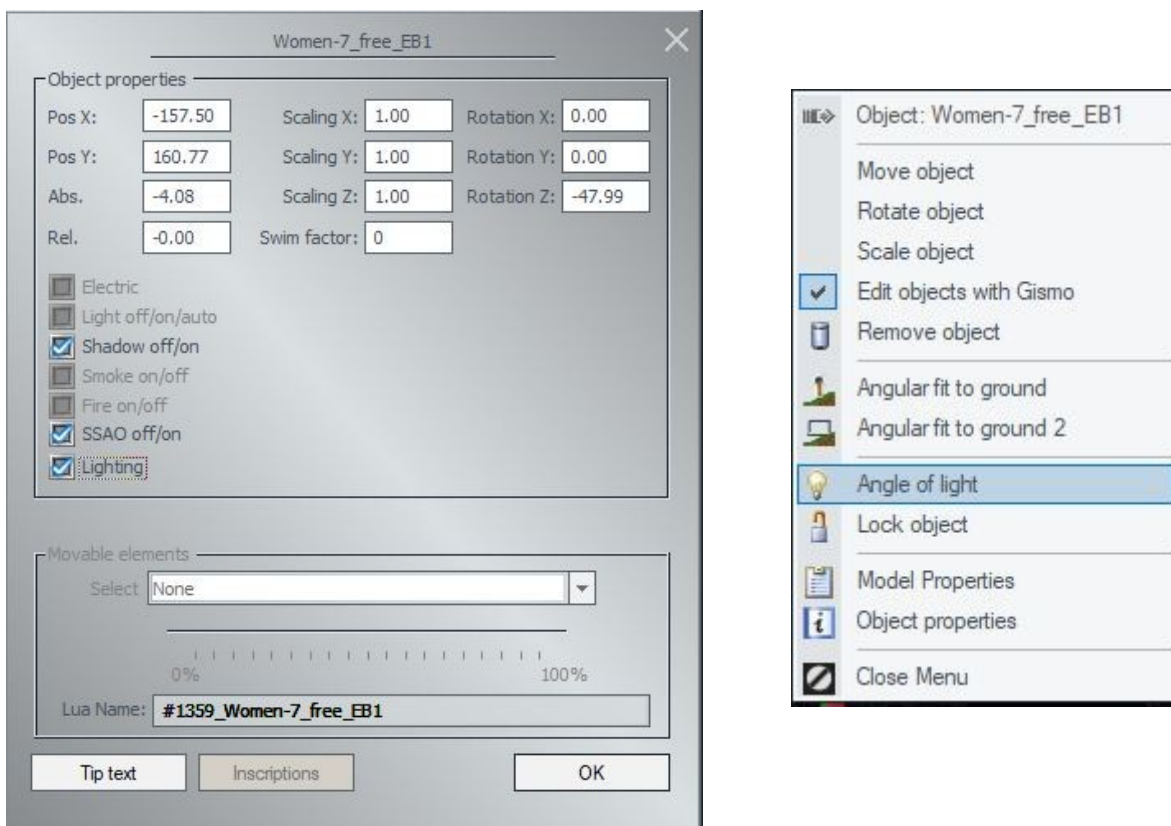 Women-7_free_EB1
Object properties
Pos X: -157.50 Scaling X: 1.00 Rotation X: 0.00
Pos Y: 160.77 Scaling Y: 1.00 Rotation Y: 0.00
Abs. -4.08 Scaling Z: 1.00 Rotation Z: -47.99
Rel. -0.00 Swim factor: 0
Electric
Light off/on/auto
Shadow off/on
Smoke on/off
Fire on/off
SSAO off/on
Lighting
Movable elements
Select None
0% 100%
Lua Name: #1359_Women-7_free_EB1
Tip text Inscriptions OK
Object: Women-7_free_EB1
Move object
Rotate object
Scale object
Edit objects with Gismo
Remove object
Angular fit to ground
Angular fit to ground 2
Angle of light
Lock object
Model Properties
Object properties
Close Menu